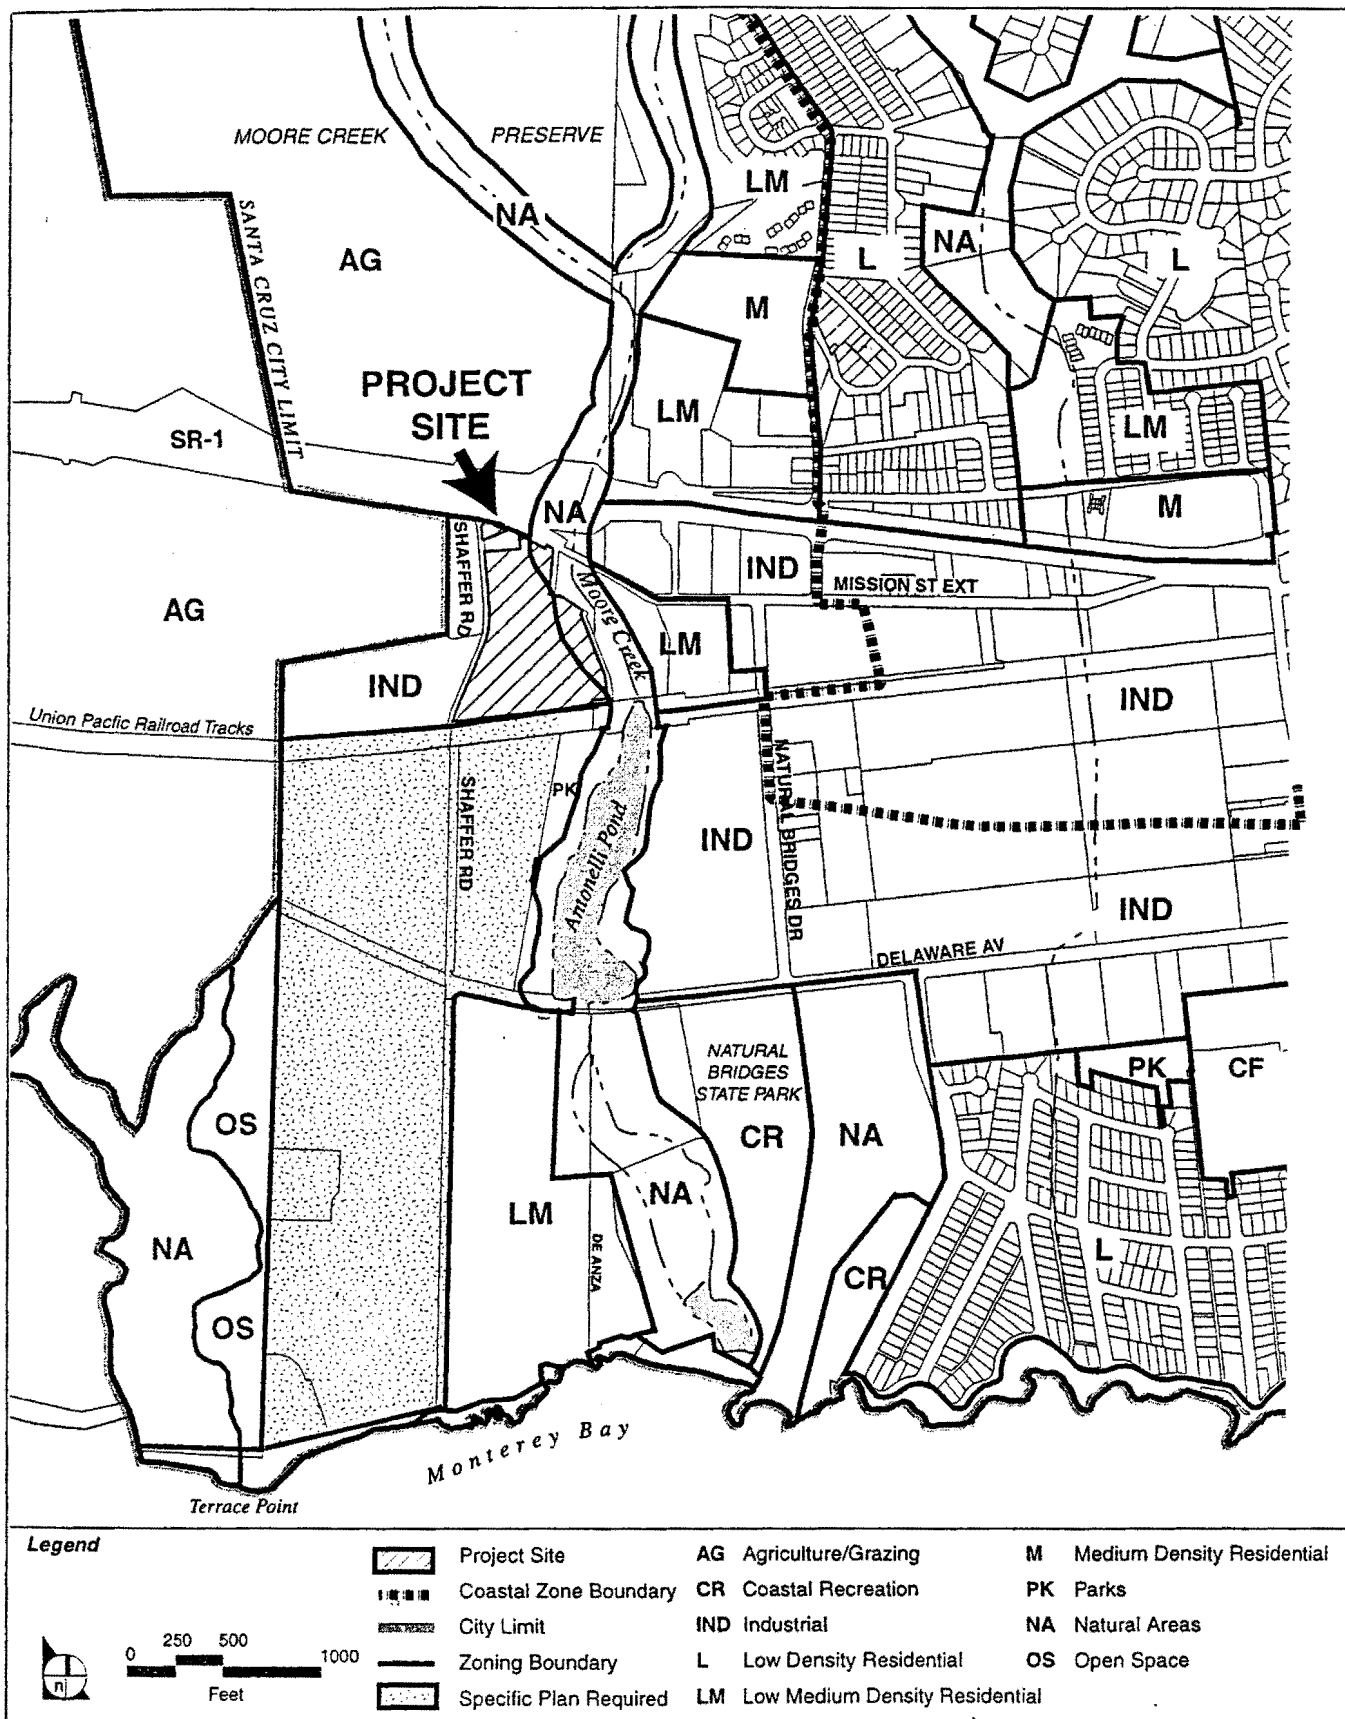 MOORE CREEK PRESERVE
NA
LM
AG
SANTA CRUZ CITY LIMIT
NA
L
L
M
PROJECT
SITE
LM
LM
SR-1
NA
M
SHAFFER RD
IND
MISSION ST EXT
AG
Moore Creek
LM
IND
IND
Union Pacfic Railroad Tracks
SHAFFER RD
PK
Antonelli Pond
NATURAL BRIDGES DR
IND
IND
DELAWARE AV
NATURAL
BRIDGES
STATE PARK
PK
CF
OS
CR
NA
NA
LM
NA
DE ANZA
L
CR
OS
Monterey Bay
Terrace Point
Legend
Project Site
Coastal Zone Boundary
City Limit
Zoning Boundary
Specific Plan Required
AG Agriculture/Grazing
CR Coastal Recreation
IND Industrial
L Low Density Residential
LM Low Medium Density Residential
M Medium Density Residential
PK Parks
NA Natural Areas
OS Open Space
n
0 250 500 1000
Feet